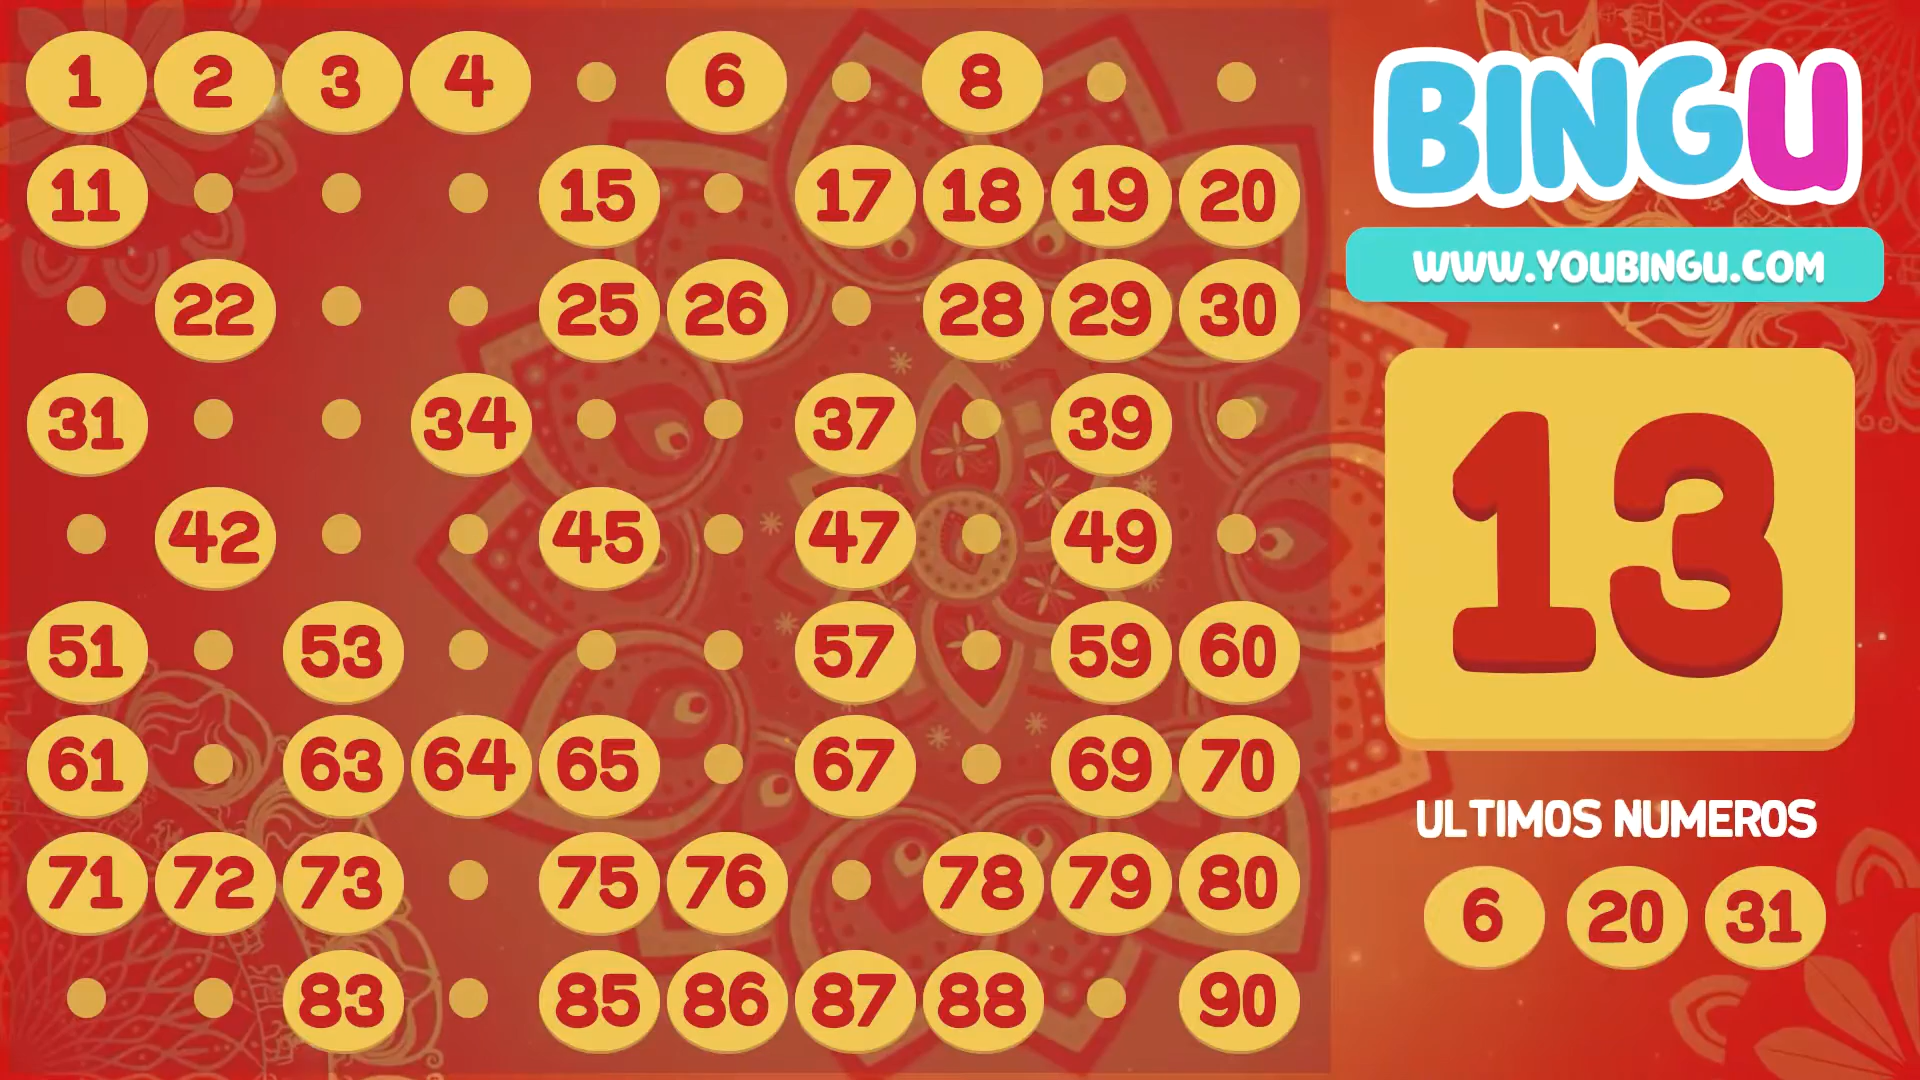 1 2 3 4 6 8
11 15 17 18 19 20
22 25 26 28 29 30
31 34 37 39
42 45 47 49
51 53 57 59 60
61 63 64 65 67 69 70
71 72 73 75 76 78 79 80
83 85 86 87 88 90
BINGU
WWW.YOUBINGU.COM
13
ULTIMOS NUMEROS
6 20 31